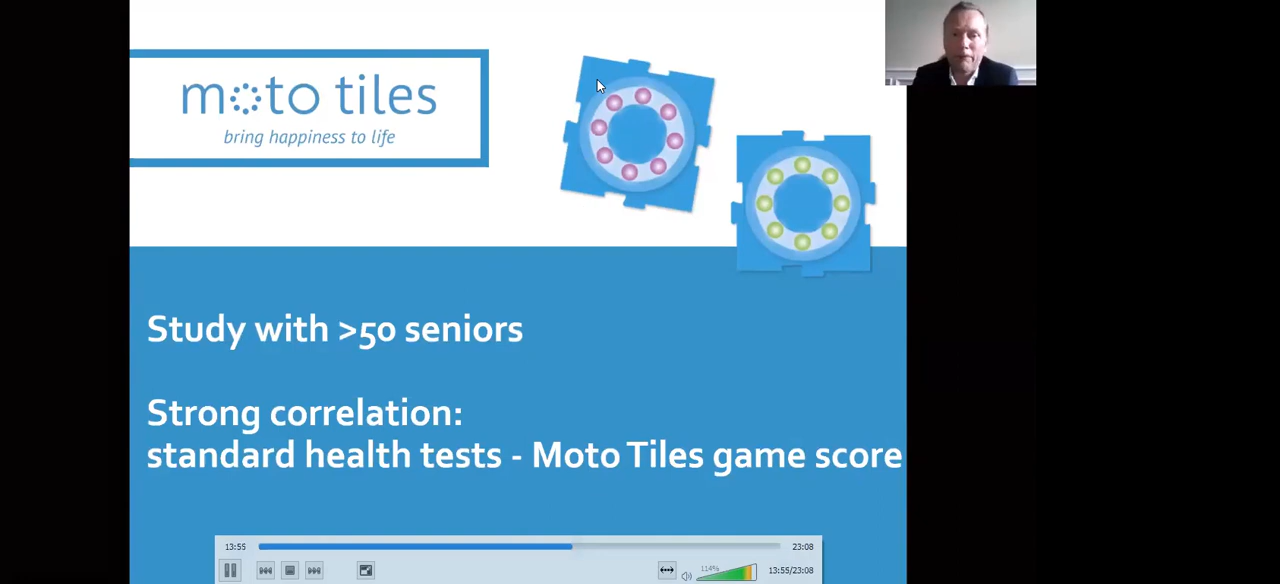 moto tiles
bring happiness to life
Study with >50 seniors
Strong correlation:
standard health tests - Moto Tiles game score
13:55
23:08
114%
13:55/23:08